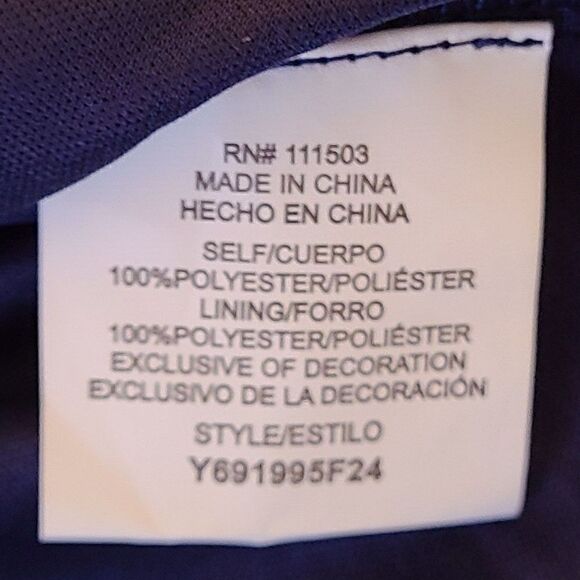 RN# 111503
MADE IN CHINA
HECHO EN CHINA
SELF/CUERPO
100%POLYESTER/POLIÉSTER
LINING/FORRO
100%POLYESTER/POLIÉSTER
EXCLUSIVE OF DECORATION
EXCLUSIVO DE LA DECORACIÓN
STYLE/ESTILO
Y691995F24